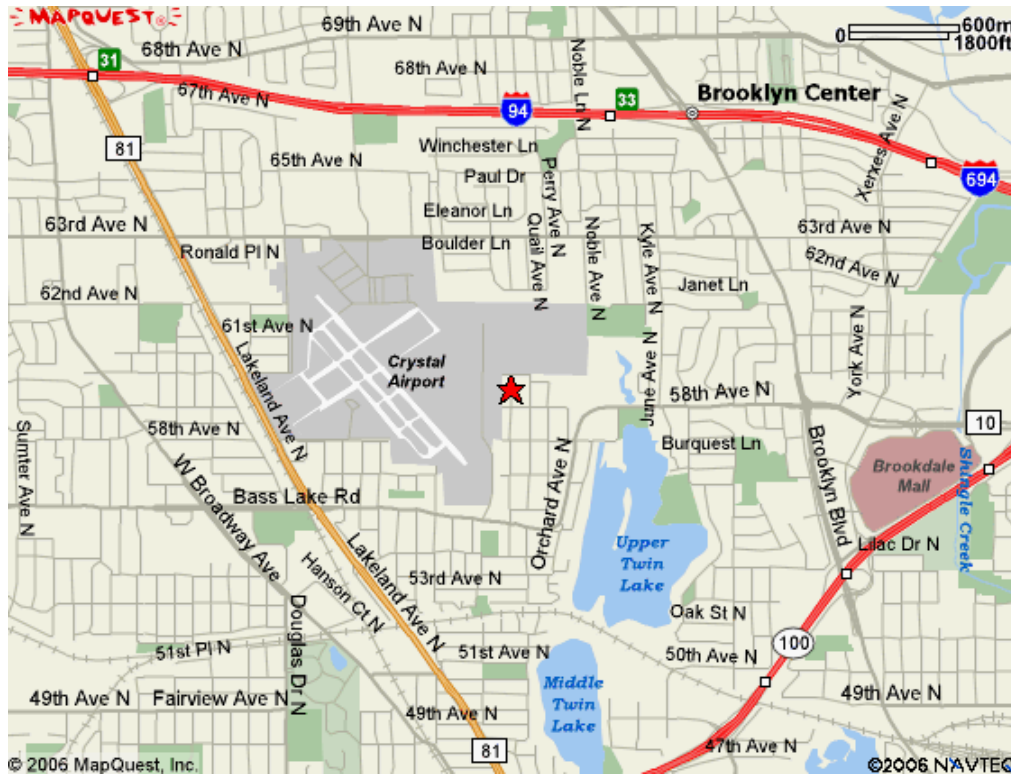 MAPQUEST
69th Ave N
600m
0
1800ft
68th Ave N
Noble Ln N
31
68th Ave N
67th Ave N
33
Brooklyn Center
94
81
Winchester Ln
Xerxes Ave N
65th Ave N
Paul Dr
Perry Ave N
694
Eleanor Ln
63rd Ave N
Boulder Ln
Quail Ave N
Noble Ave N
Kyle Ave N
63rd Ave N
Ronald Pl N
62nd Ave N
62nd Ave N
Janet Ln
61st Ave N
Crystal
Airport
Lakeland Ave N
June Ave N
York Ave N
58th Ave N
58th Ave N
10
Sumter Ave N
W Broadway Ave
Burquest Ln
Brooklyn Blvd
Brookdale
Mall
Shingle Creek
Bass Lake Rd
Orchard Ave N
Lilac Dr N
Upper
Twin
Lake
Lakeland Ave N
Hanson Ct N
53rd Ave N
Douglas Dr N
Oak St N
51st Pl N
51st Ave N
50th Ave N
100
49th Ave N
Fairview Ave N
Middle
Twin
Lake
49th Ave N
49th Ave N
81
47th Ave N
© 2006 MapQuest, Inc.
©2006 NAVTEQ